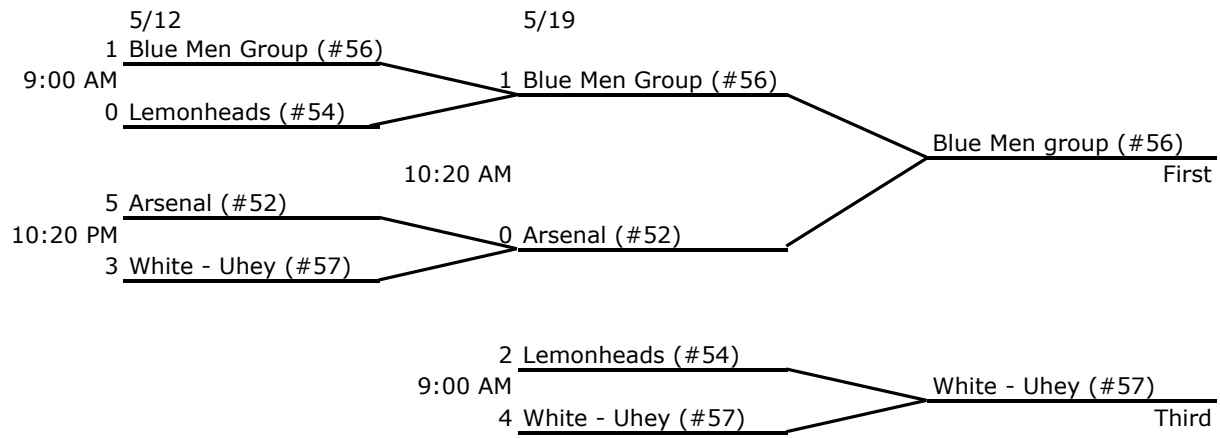 5/12 5/19
1 Blue Men Group (#56)
9:00 AM 1 Blue Men Group (#56)
0 Lemonheads (#54)
Blue Men group (#56)
10:20 AM First
5 Arsenal (#52)
10:20 PM 0 Arsenal (#52)
3 White - Uhey (#57)
2 Lemonheads (#54)
9:00 AM White - Uhey (#57)
4 White - Uhey (#57) Third